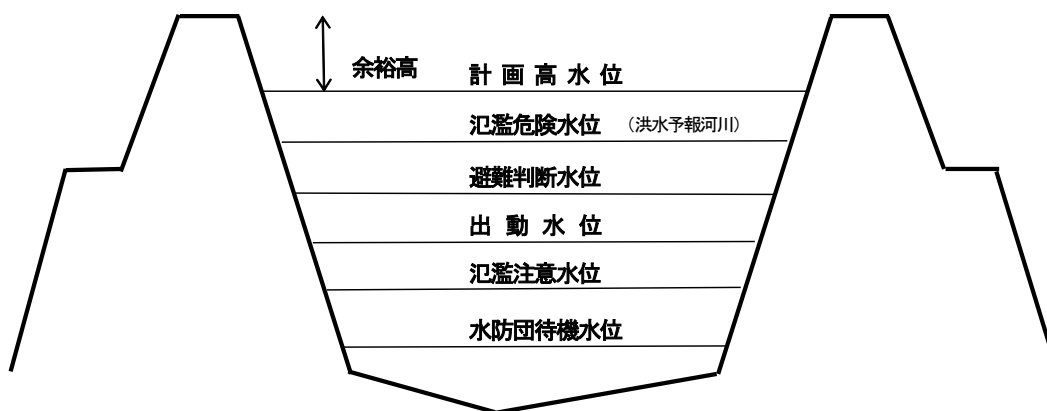 余裕高
計画高水位
氾濫危険水位 （洪水予報河川）
避難判断水位
出動水位
氾濫注意水位
水防団待機水位